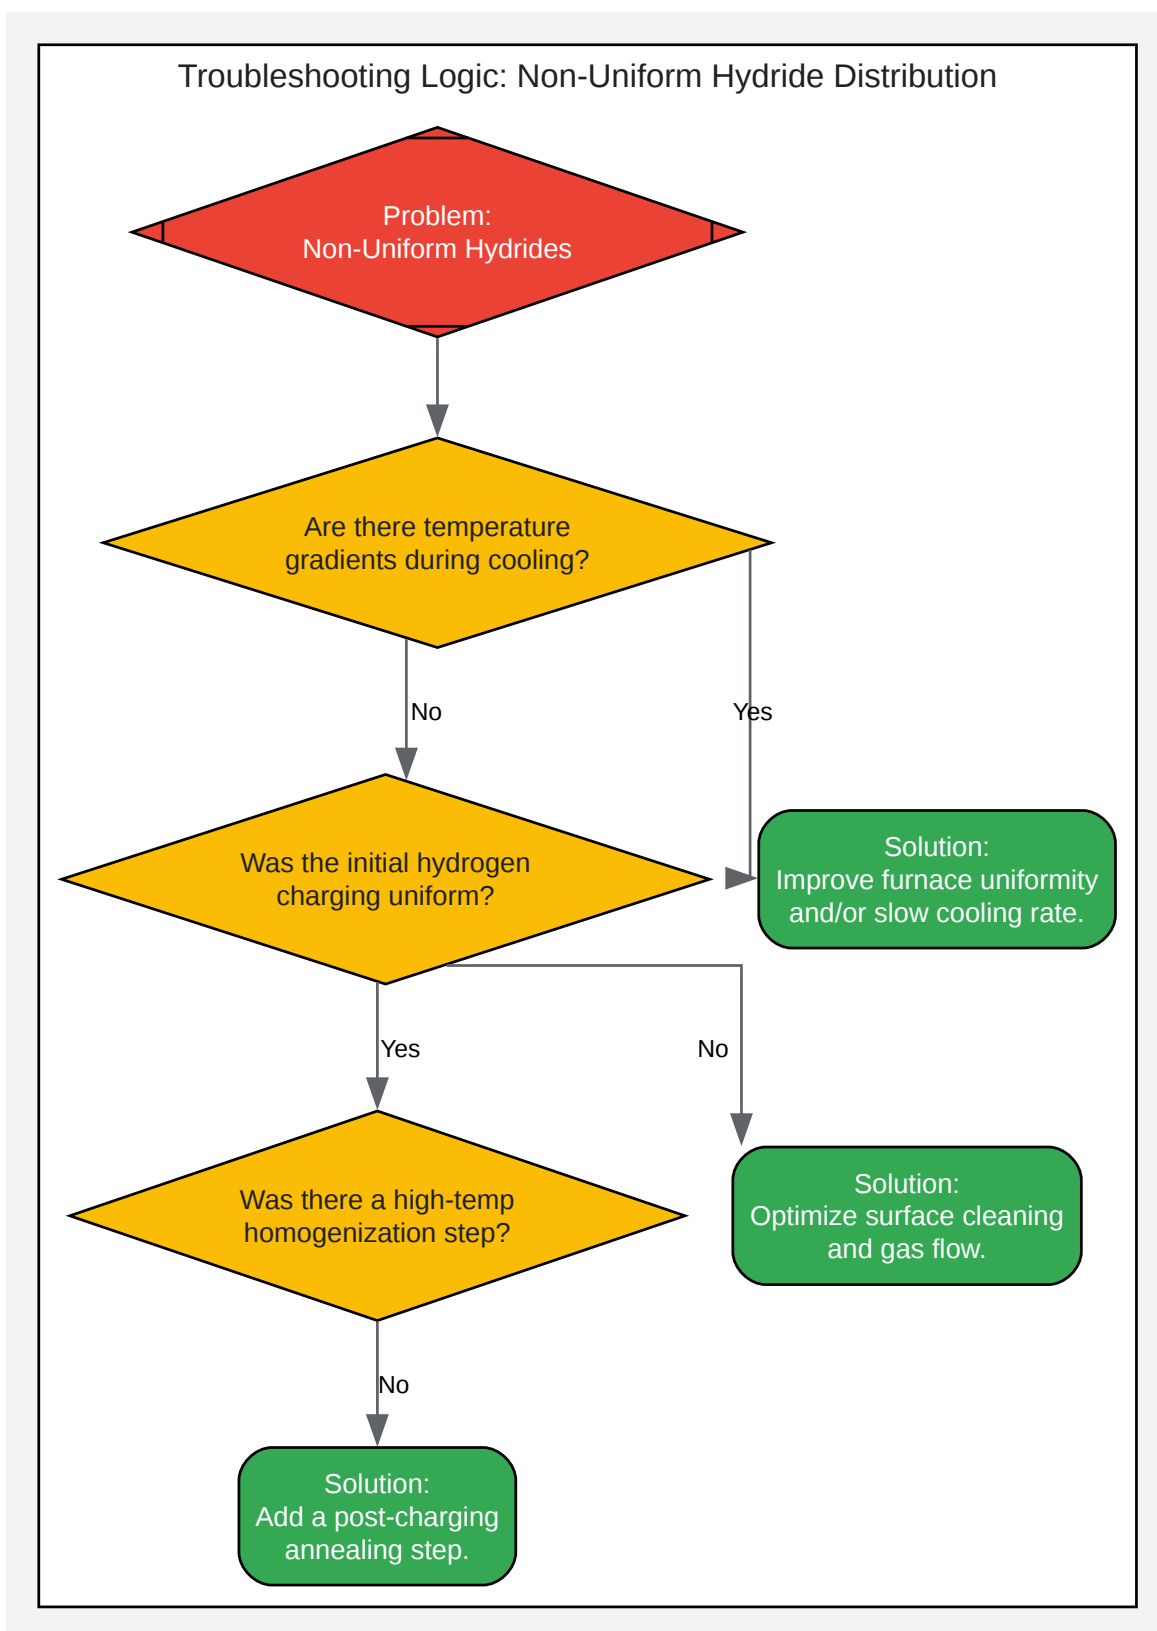 Troubleshooting Logic: Non-Uniform Hydride Distribution
Problem:
Non-Uniform Hydrides
Are there temperature
gradients during cooling?
No
Yes
Was the initial hydrogen
charging uniform?
Solution:
Improve furnace uniformity
and/or slow cooling rate.
Yes
No
Was there a high-temp
homogenization step?
Solution:
Optimize surface cleaning
and gas flow.
No
Solution:
Add a post-charging
annealing step.